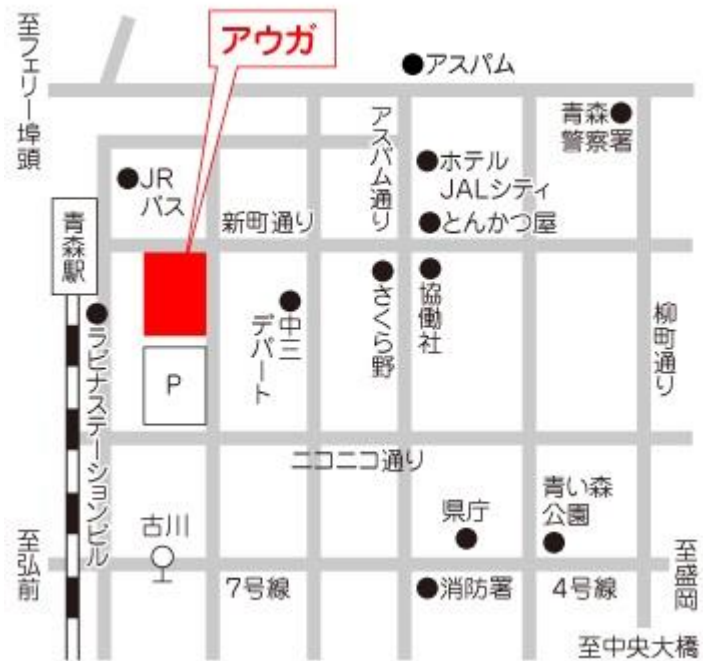 至フェリー埠頭
アウガ
アスパム
アスパム通り
青森
警察署
JR
バス
ホテル
JALシティ
とんかつ屋
新町通り
青森駅
ラビナステーションビル
中三
デパート
さくら野
協働社
柳町通り
P
ニコニコ通り
古川
県庁
青い森
公園
至弘前
7号線
消防署
4号線
至盛岡
至中央大橋